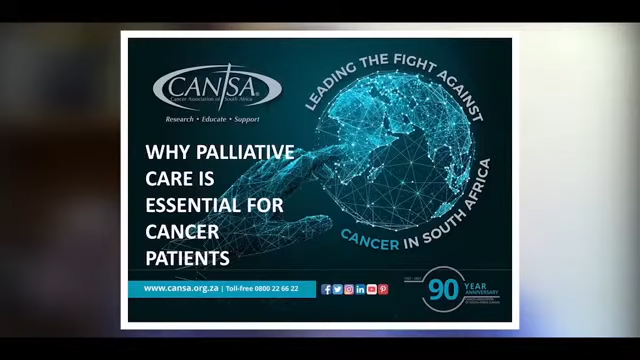 CANSA®
Cancer Association of South Africa
Research • Educate • Support
LEADING THE FIGHT AGAINST
CANCER IN SOUTH AFRICA
WHY PALLIATIVE
CARE IS
ESSENTIAL FOR
CANCER
PATIENTS
www.cansa.org.za | Toll-free 0800 22 66 22
90 YEAR
ANNIVERSARY